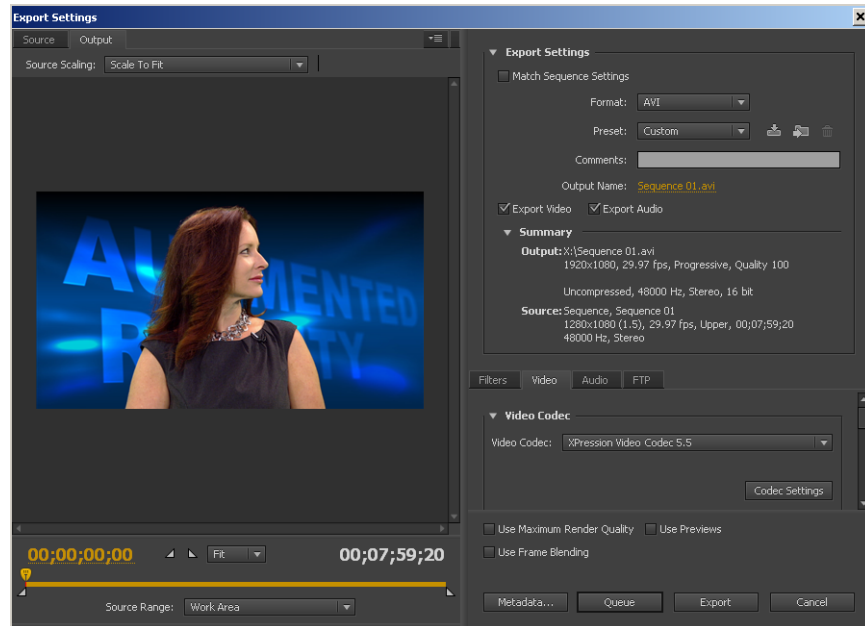 Export Settings
Source Output
Source Scaling: Scale To Fit
AUGMENTED
REALITY
00;00;00;00 Fit 00;07;59;20
Source Range: Work Area
Export Settings
Match Sequence Settings
Format: AVI
Preset: Custom
Comments:
Output Name: Sequence 01.avi
Export Video Export Audio
Summary
Output: X:\Sequence 01.avi
1920x1080, 29.97 fps, Progressive, Quality 100
Uncompressed, 48000 Hz, Stereo, 16 bit
Source: Sequence, Sequence 01
1280x1080 (1.5), 29.97 fps, Upper, 00;07;59;20
48000 Hz, Stereo
Filters Video Audio FTP
Video Codec
Video Codec: XPression Video Codec 5.5
Codec Settings
Use Maximum Render Quality Use Previews
Use Frame Blending
Metadata... Queue Export Cancel